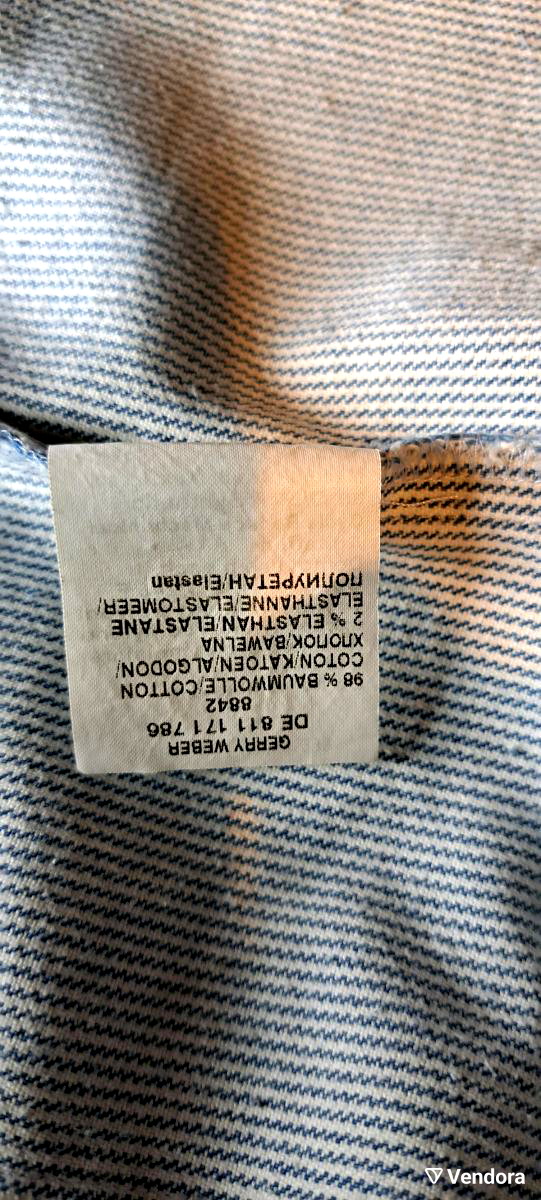 GERRY WEBER
DE 811 171 786
8842
98 % BAUMWOLLE/COTTON
COTON/KATOEN/ALGODON/
ХЛОПОК/BAWELNA
2 % ELASTHAN/ELASTANE
ELASTHANNE/ELASTOMEER/
ПОЛИУРЕТАН/Elastan
Vendora